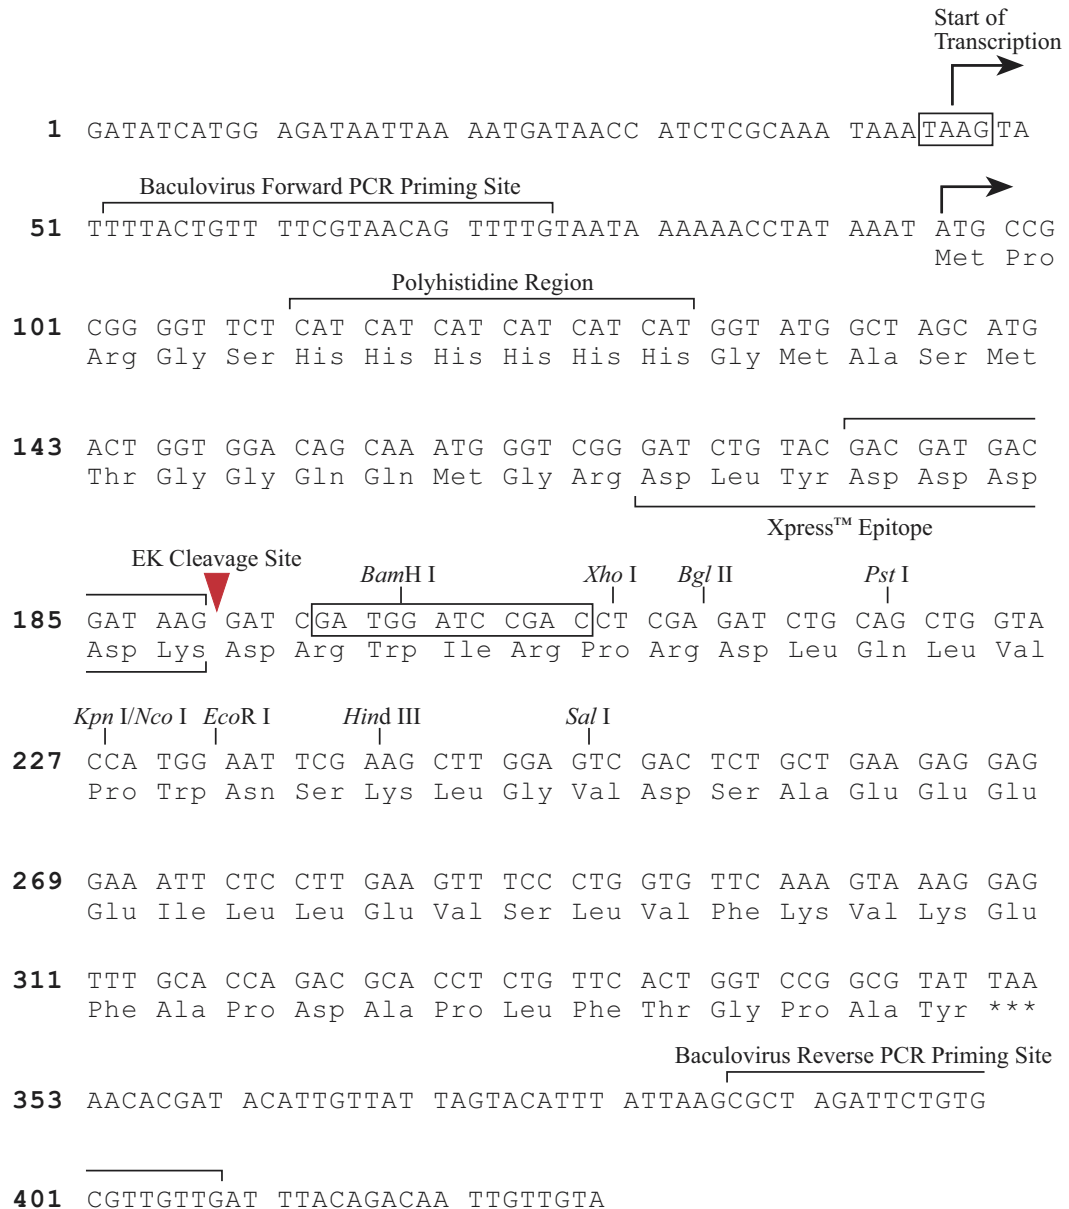 Start of
Transcription
1 GATATCATGG AGATAATTAA AATGATAACC ATCTCGCAAA TAAATAAGTA
Baculovirus Forward PCR Priming Site
51 TTTTACTGTT TTCGTAACAG TTTTGTAATA AAAAACCTAT AAAT ATG CCG
Met Pro
Polyhistidine Region
101 CGG GGT TCT CAT CAT CAT CAT CAT CAT GGT ATG GCT AGC ATG
Arg Gly Ser His His His His His His Gly Met Ala Ser Met
143 ACT GGT GGA CAG CAA ATG GGT CGG GAT CTG TAC GAC GAT GAC
Thr Gly Gly Gln Gln Met Gly Arg Asp Leu Tyr Asp Asp Asp
Xpress™ Epitope
EK Cleavage Site
BamH I Xho I Bgl II Pst I
185 GAT AAG GAT CGA TGG ATC CGA CCT CGA GAT CTG CAG CTG GTA
Asp Lys Asp Arg Trp Ile Arg Pro Arg Asp Leu Gln Leu Val
Kpn I/Nco I EcoR I Hind III Sal I
227 CCA TGG AAT TCG AAG CTT GGA GTC GAC TCT GCT GAA GAG GAG
Pro Trp Asn Ser Lys Leu Gly Val Asp Ser Ala Glu Glu Glu
269 GAA ATT CTC CTT GAA GTT TCC CTG GTG TTC AAA GTA AAG GAG
Glu Ile Leu Leu Glu Val Ser Leu Val Phe Lys Val Lys Glu
311 TTT GCA CCA GAC GCA CCT CTG TTC ACT GGT CCG GCG TAT TAA
Phe Ala Pro Asp Ala Pro Leu Phe Thr Gly Pro Ala Tyr ***
Baculovirus Reverse PCR Priming Site
353 AACACGAT ACATTGTTAT TAGTACATTT ATTAAGCGCT AGATTCTGTG
401 CGTTGTTGAT TTACAGACAA TTGTTGTA